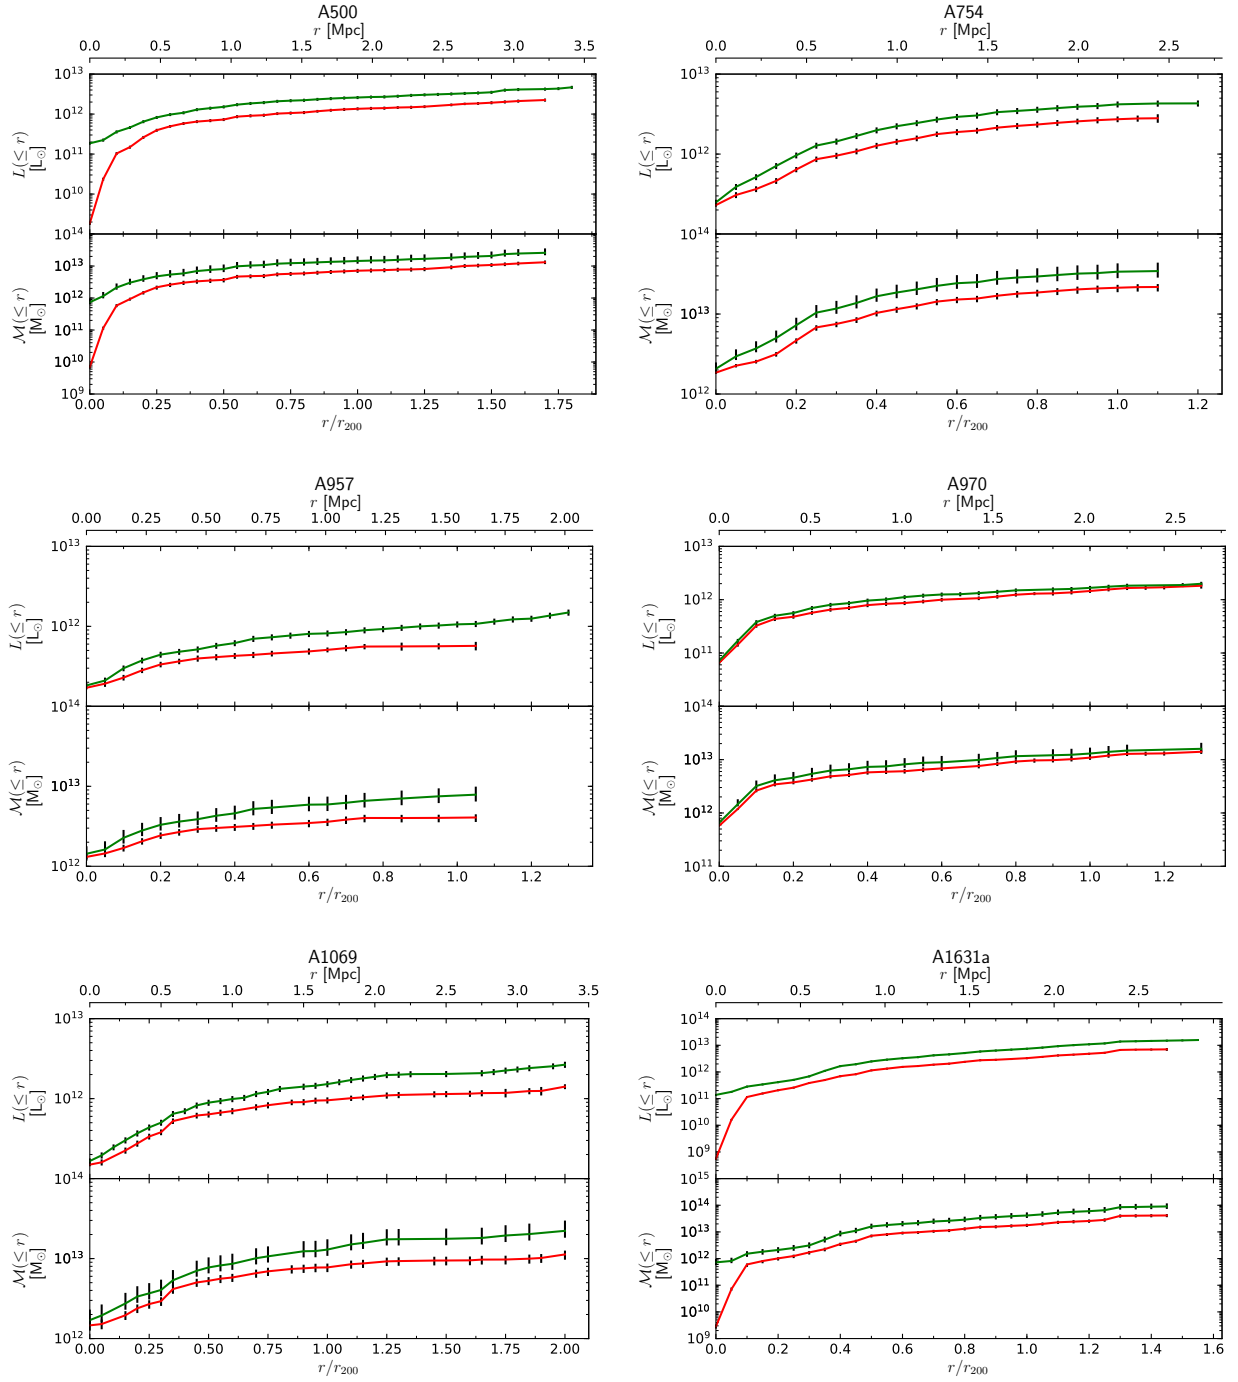 A500
r [Mpc]
0.0 0.5 1.0 1.5 2.0 2.5 3.0 3.5
10^13
10^12
10^11
10^10
10^14
L(≤ r)
[L⊙]
10^13
10^12
10^11
10^10
10^9
M(≤ r)
[M⊙]
0.00 0.25 0.50 0.75 1.00 1.25 1.50 1.75
r/r200
A754
r [Mpc]
0.0 0.5 1.0 1.5 2.0 2.5
10^13
10^12
10^14
L(≤ r)
[L⊙]
10^13
10^12
M(≤ r)
[M⊙]
0.0 0.2 0.4 0.6 0.8 1.0 1.2
r/r200
A957
r [Mpc]
0.00 0.25 0.50 0.75 1.00 1.25 1.50 1.75 2.00
10^13
10^12
10^14
L(≤ r)
[L⊙]
10^13
10^12
M(≤ r)
[M⊙]
0.0 0.2 0.4 0.6 0.8 1.0 1.2
r/r200
A970
r [Mpc]
0.0 0.5 1.0 1.5 2.0 2.5
10^13
10^12
10^11
10^14
L(≤ r)
[L⊙]
10^13
10^12
10^11
M(≤ r)
[M⊙]
0.0 0.2 0.4 0.6 0.8 1.0 1.2
r/r200
A1069
r [Mpc]
0.0 0.5 1.0 1.5 2.0 2.5 3.0 3.5
10^13
10^12
10^14
L(≤ r)
[L⊙]
10^13
10^12
M(≤ r)
[M⊙]
0.00 0.25 0.50 0.75 1.00 1.25 1.50 1.75 2.00
r/r200
A1631a
r [Mpc]
0.0 0.5 1.0 1.5 2.0 2.5
10^14
10^13
10^12
10^11
10^10
10^9
10^15
L(≤ r)
[L⊙]
10^14
10^13
10^12
10^11
10^10
10^9
M(≤ r)
[M⊙]
0.0 0.2 0.4 0.6 0.8 1.0 1.2 1.4 1.6
r/r200